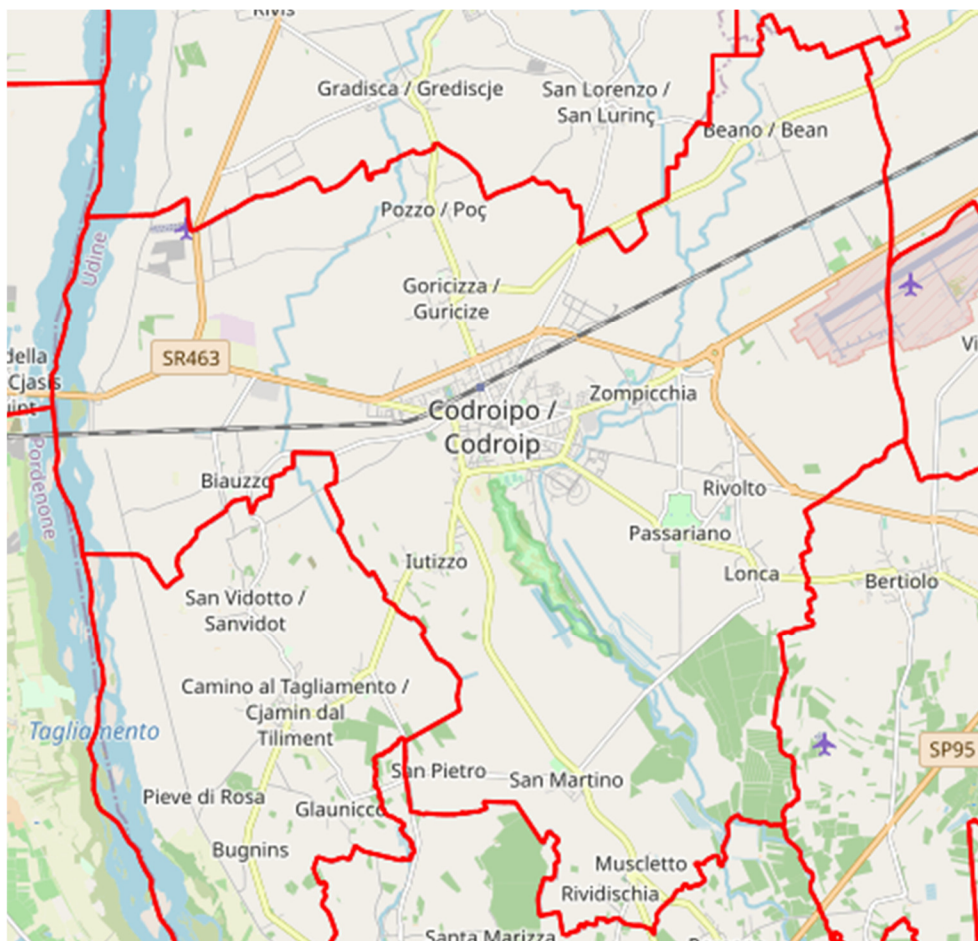 Rivis
Gradisca / Grediscje
San Lorenzo /
San Lurinç
Beano / Bean
Pozzo / Poç
Udine
Goricizza /
Guricize
SR463
della
Cjasis
Vi
Zompicchia
Codroipo /
Codroip
Pordenone
Biauzzo
Rivolto
Passariano
Iutizzo
Lonca
Bertiolo
San Vidotto /
Sanvidot
Camino al Tagliamento /
Cjamin dal
Tiliment
Tagliamento
SP95
San Pietro
San Martino
Pieve di Rosa
Glaunicco
Bugnins
Muscletto
Rividischia
Santa Marizza